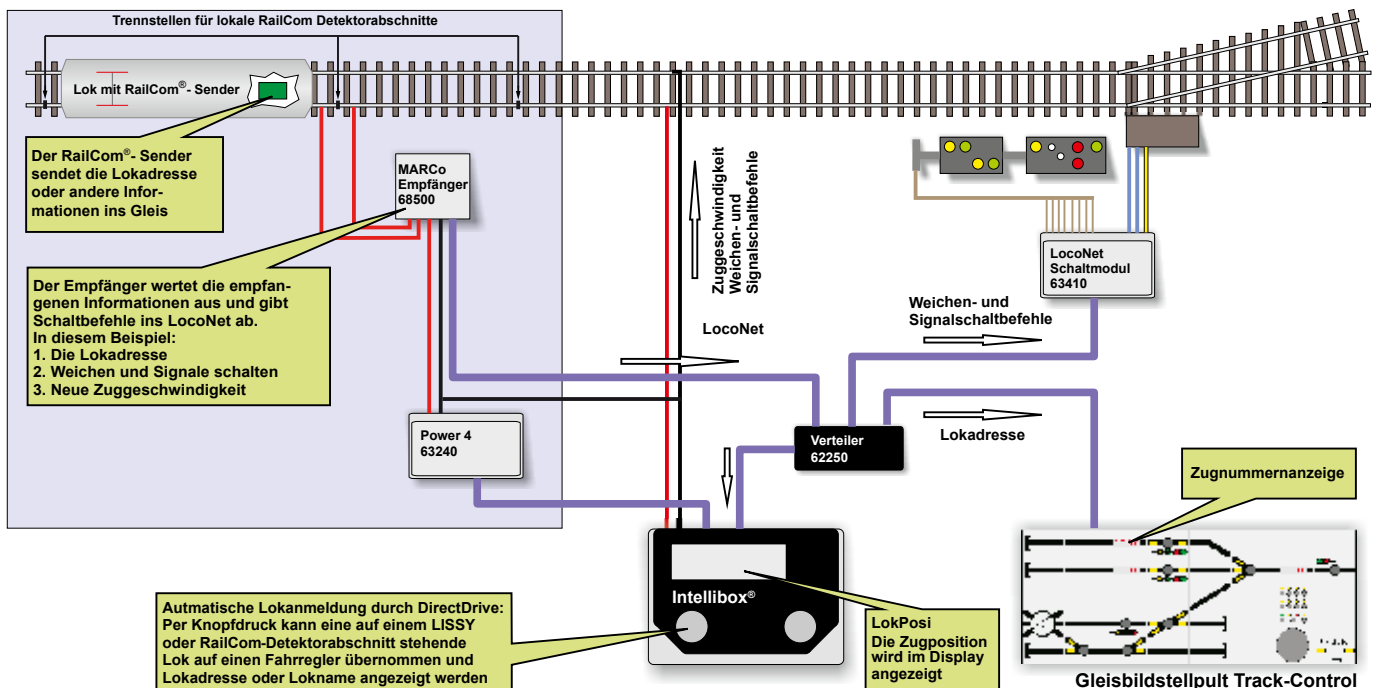 Trennstellen für lokale RailCom Detektorabschnitte
Lok mit RailCom®- Sender
Der RailCom®- Sender
sendet die Lokadresse
oder andere Infor-
mationen ins Gleis
MARCo
Empfänger
68500
Der Empfänger wertet die empfan-
genen Informationen aus und gibt
Schaltbefehle ins LocoNet ab.
In diesem Beispiel:
1. Die Lokadresse
2. Weichen und Signale schalten
3. Neue Zuggeschwindigkeit
Power 4
63240
Zuggeschwindigkeit
Weichen- und
Signalschaltbefehle
LocoNet
LocoNet
Schaltmodul
63410
Weichen- und
Signalschaltbefehle
Verteiler
62250
Lokadresse
Zugnummernanzeige
Intellibox®
Autmatische Lokanmeldung durch DirectDrive:
Per Knopfdruck kann eine auf einem LISSY
oder RailCom-Detektorabschnitt stehende
Lok auf einen Fahrregler übernommen und
Lokadresse oder Lokname angezeigt werden
LokPosi
Die Zugposition
wird im Display
angezeigt
Gleisbildstellpult Track-Control